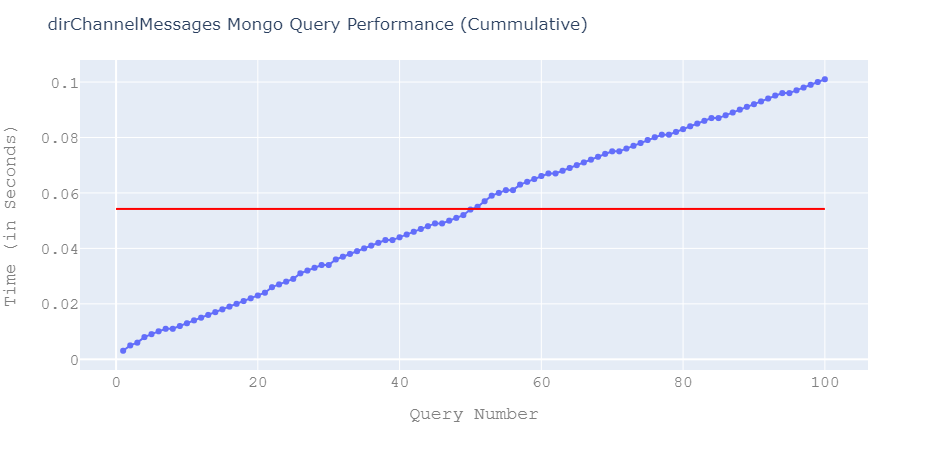 dirChannelMessages Mongo Query Performance (Cummulative)
Time (in Seconds)
0.1
0.08
0.06
0.04
0.02
0
0 20 40 60 80 100
Query Number